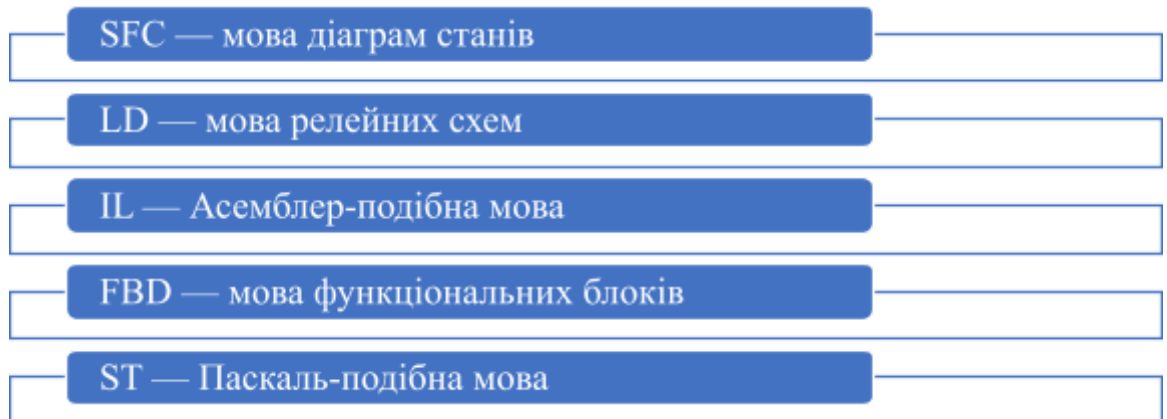 SFC — мова діаграм станів
LD — мова релейних схем
IL — Асемблер-подібна мова
FBD — мова функціональних блоків
ST — Паскаль-подібна мова